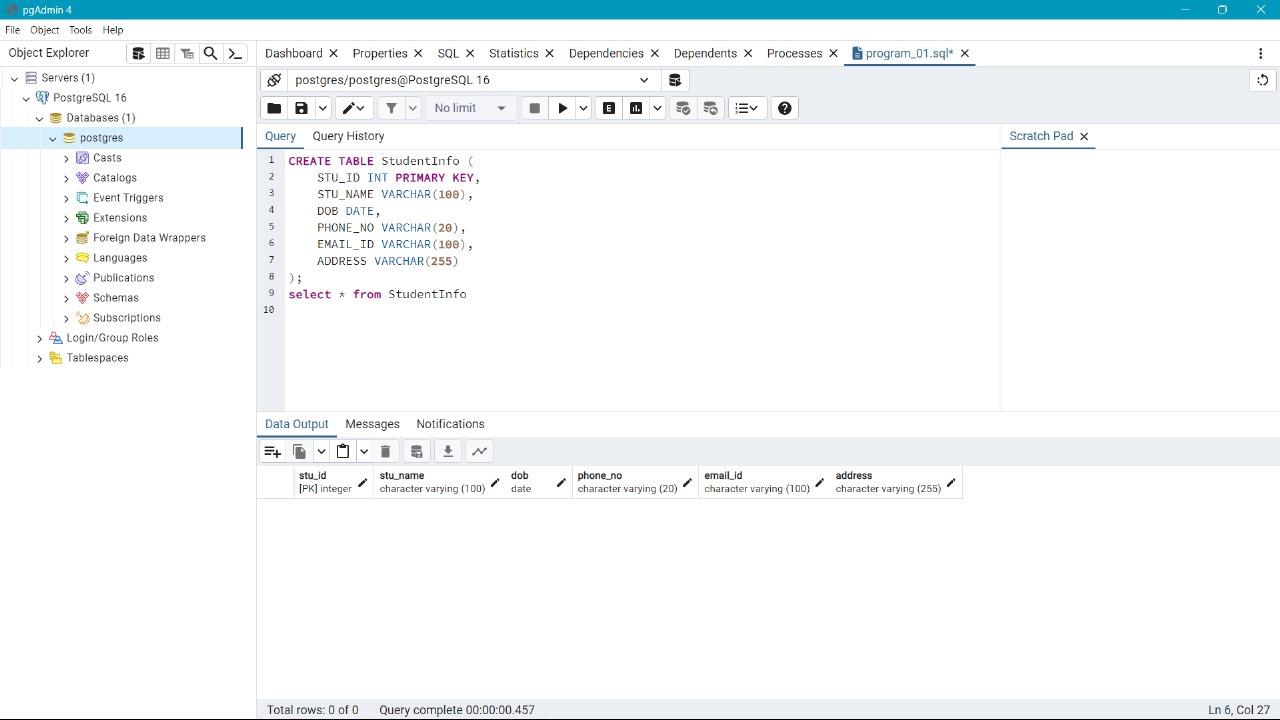 pgAdmin 4
File Object Tools Help
Object Explorer
Dashboard Properties SQL Statistics Dependencies Dependents Processes program_01.sql*
Servers (1)
PostgreSQL 16
Databases (1)
postgres
Casts
Catalogs
Event Triggers
Extensions
Foreign Data Wrappers
Languages
Publications
Schemas
Subscriptions
Login/Group Roles
Tablespaces
postgres/postgres@PostgreSQL 16
No limit
E
Query Query History
Scratch Pad
1 CREATE TABLE StudentInfo (
2 STU_ID INT PRIMARY KEY,
3 STU_NAME VARCHAR(100),
4 DOB DATE,
5 PHONE_NO VARCHAR(20),
6 EMAIL_ID VARCHAR(100),
7 ADDRESS VARCHAR(255)
8 );
9 select * from StudentInfo
10
Data Output Messages Notifications
stu_id stu_name dob phone_no email_id address
[PK] integer character varying (100) date character varying (20) character varying (100) character varying (255)
Total rows: 0 of 0 Query complete 00:00:00.457 Ln 6, Col 27